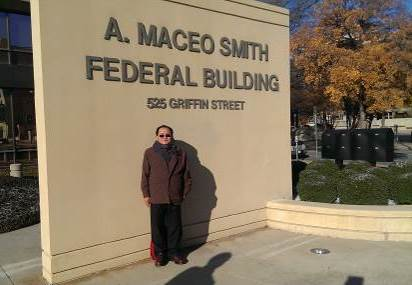 A. MACEO SMITH
FEDERAL BUILDING
525 GRIFFIN STREET